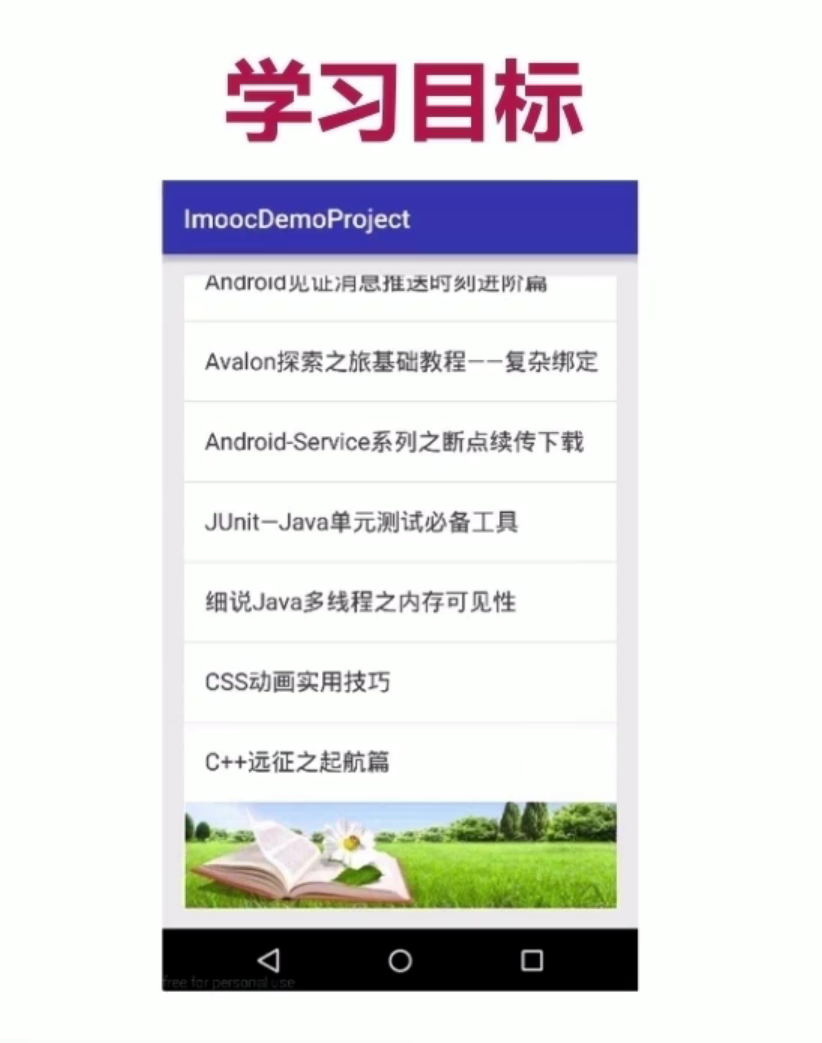 学习目标
ImoocDemoProject
Android见证消息推送时刻进阶篇
Avalon探索之旅基础教程——复杂绑定
Android-Service系列之断点续传下载
JUnit—Java单元测试必备工具
细说Java多线程之内存可见性
CSS动画实用技巧
C++远征之起航篇
free for personal use